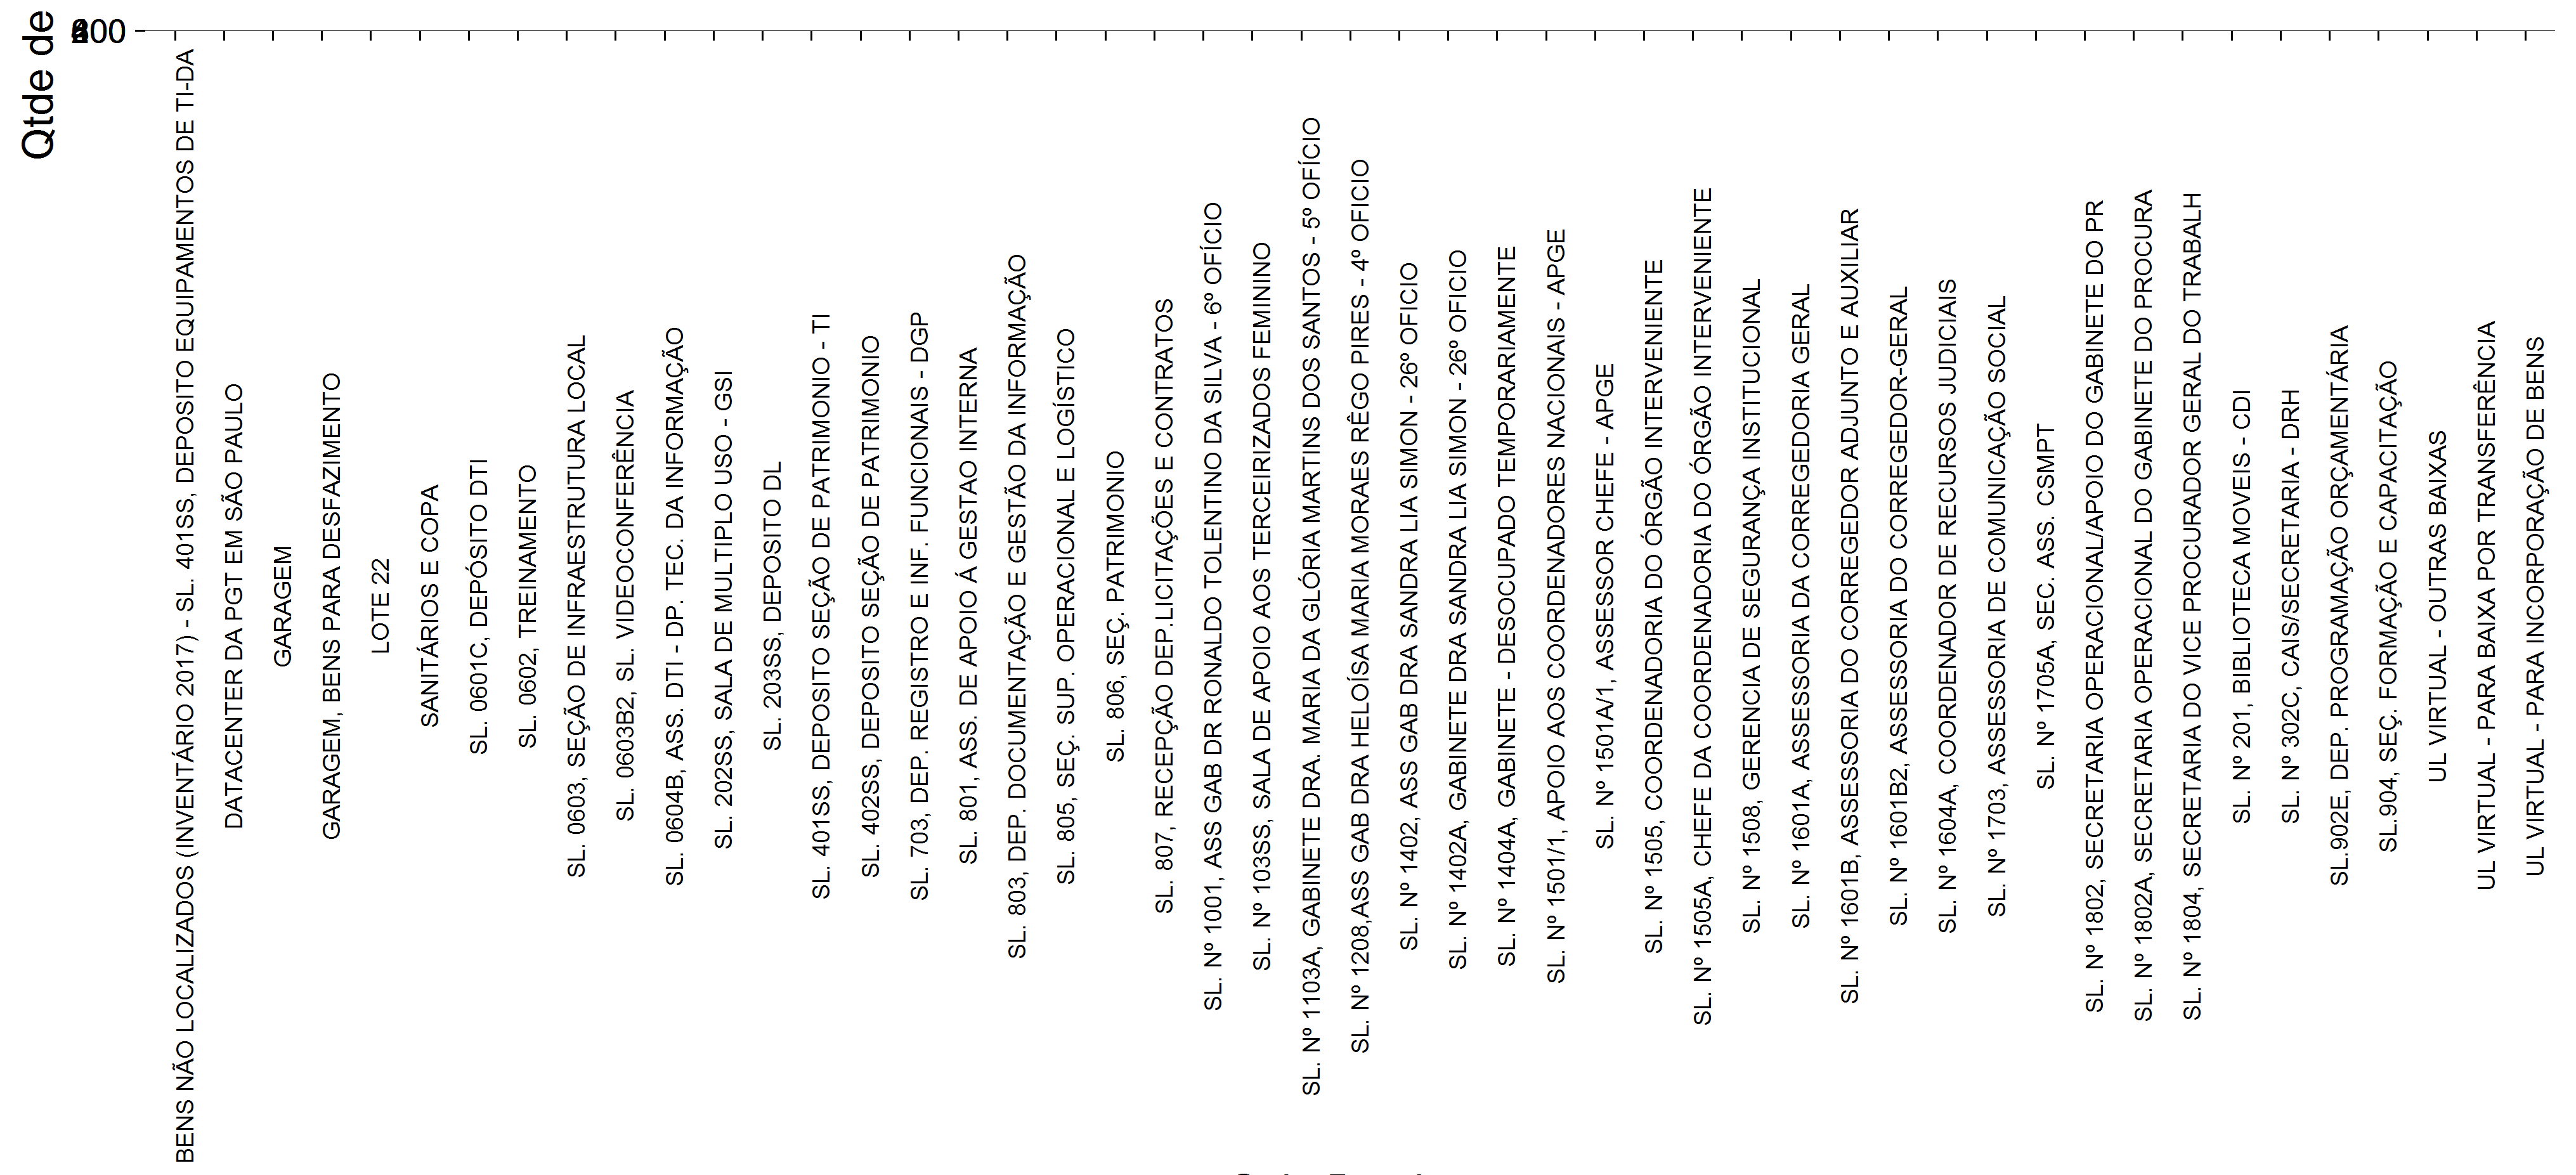 Qtde de
BENS NÃO LOCALIZADOS (INVENTÁRIO 2017) - SL. 401SS, DEPOSITO EQUIPAMENTOS DE TI-DA
DATACENTER DA PGT EM SÃO PAULO
GARAGEM
GARAGEM, BENS PARA DESFAZIMENTO
LOTE 22
SANITÁRIOS E COPA
SL. 0601C, DEPÓSITO DTI
SL. 0602, TREINAMENTO
SL. 0603, SEÇÃO DE INFRAESTRUTURA LOCAL
SL. 0603B2, SL. VIDEOCONFERÊNCIA
SL. 0604B, ASS. DTI - DP. TEC. DA INFORMAÇÃO
SL. 202SS, SALA DE MULTIPLO USO - GSI
SL. 203SS, DEPOSITO DL
SL. 401SS, DEPOSITO SEÇÃO DE PATRIMONIO - TI
SL. 402SS, DEPOSITO SEÇÃO DE PATRIMONIO
SL. 703, DEP. REGISTRO E INF. FUNCIONAIS - DGP
SL. 801, ASS. DE APOIO Á GESTAO INTERNA
SL. 803, DEP. DOCUMENTAÇÃO E GESTÃO DA INFORMAÇÃO
SL. 805, SEÇ. SUP. OPERACIONAL E LOGÍSTICO
SL. 806, SEÇ. PATRIMONIO
SL. 807, RECEPÇÃO DEP.LICITAÇÕES E CONTRATOS
SL. Nº 1001, ASS GAB DR RONALDO TOLENTINO DA SILVA - 6º OFÍCIO
SL. Nº 103SS, SALA DE APOIO AOS TERCEIRIZADOS FEMININO
SL. Nº 1103A, GABINETE DRA. MARIA DA GLÓRIA MARTINS DOS SANTOS - 5º OFÍCIO
SL. Nº 1208,ASS GAB DRA HELOÍSA MARIA MORAES RÊGO PIRES - 4º OFICIO
SL. Nº 1402, ASS GAB DRA SANDRA LIA SIMON - 26º OFICIO
SL. Nº 1402A, GABINETE DRA SANDRA LIA SIMON - 26º OFICIO
SL. Nº 1404A, GABINETE - DESOCUPADO TEMPORARIAMENTE
SL. Nº 1501/1, APOIO AOS COORDENADORES NACIONAIS - APGE
SL. Nº 1501A/1, ASSESSOR CHEFE - APGE
SL. Nº 1505, COORDENADORIA DO ÓRGÃO INTERVENIENTE
SL. Nº 1505A, CHEFE DA COORDENADORIA DO ÓRGÃO INTERVENIENTE
SL. Nº 1508, GERENCIA DE SEGURANÇA INSTITUCIONAL
SL. Nº 1601A, ASSESSORIA DA CORREGEDORIA GERAL
SL. Nº 1601B, ASSESSORIA DO CORREGEDOR ADJUNTO E AUXILIAR
SL. Nº 1601B2, ASSESSORIA DO CORREGEDOR-GERAL
SL. Nº 1604A, COORDENADOR DE RECURSOS JUDICIAIS
SL. Nº 1703, ASSESSORIA DE COMUNICAÇÃO SOCIAL
SL. Nº 1705A, SEC. ASS. CSMPT
SL. Nº 1802, SECRETARIA OPERACIONAL/APOIO DO GABINETE DO PR
SL. Nº 1802A, SECRETARIA OPERACIONAL DO GABINETE DO PROCURA
SL. Nº 1804, SECRETARIA DO VICE PROCURADOR GERAL DO TRABALH
SL. Nº 201, BIBLIOTECA MOVEIS - CDI
SL. Nº 302C, CAIS/SECRETARIA - DRH
SL.902E, DEP. PROGRAMAÇÃO ORÇAMENTÁRIA
SL.904, SEÇ. FORMAÇÃO E CAPACITAÇÃO
UL VIRTUAL - OUTRAS BAIXAS
UL VIRTUAL - PARA BAIXA POR TRANSFERÊNCIA
UL VIRTUAL - PARA INCORPORAÇÃO DE BENS